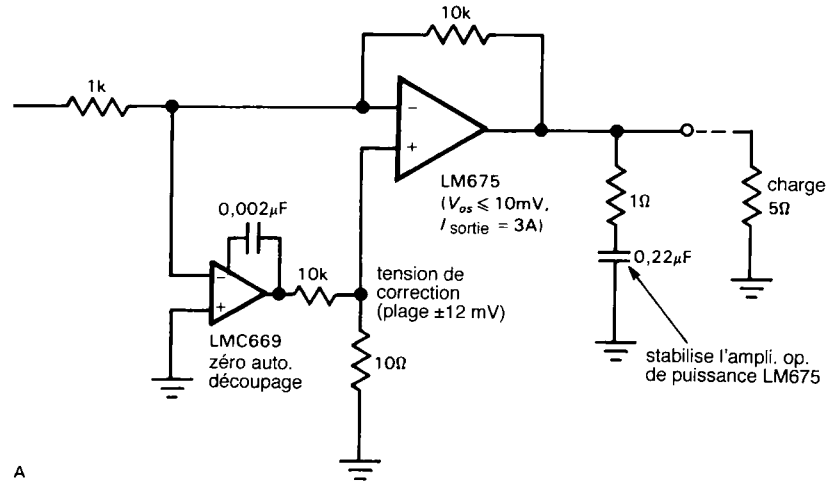 10k
1k
−
+
LM675
(Vos ⩽ 10mV,
I sortie = 3A)
1Ω
charge
5Ω
0,002µF
0,22µF
−
+
10k
tension de
correction
(plage ±12 mV)
LMC669
zéro auto.
découpage
10Ω
stabilise l'ampli. op.
de puissance LM675
A